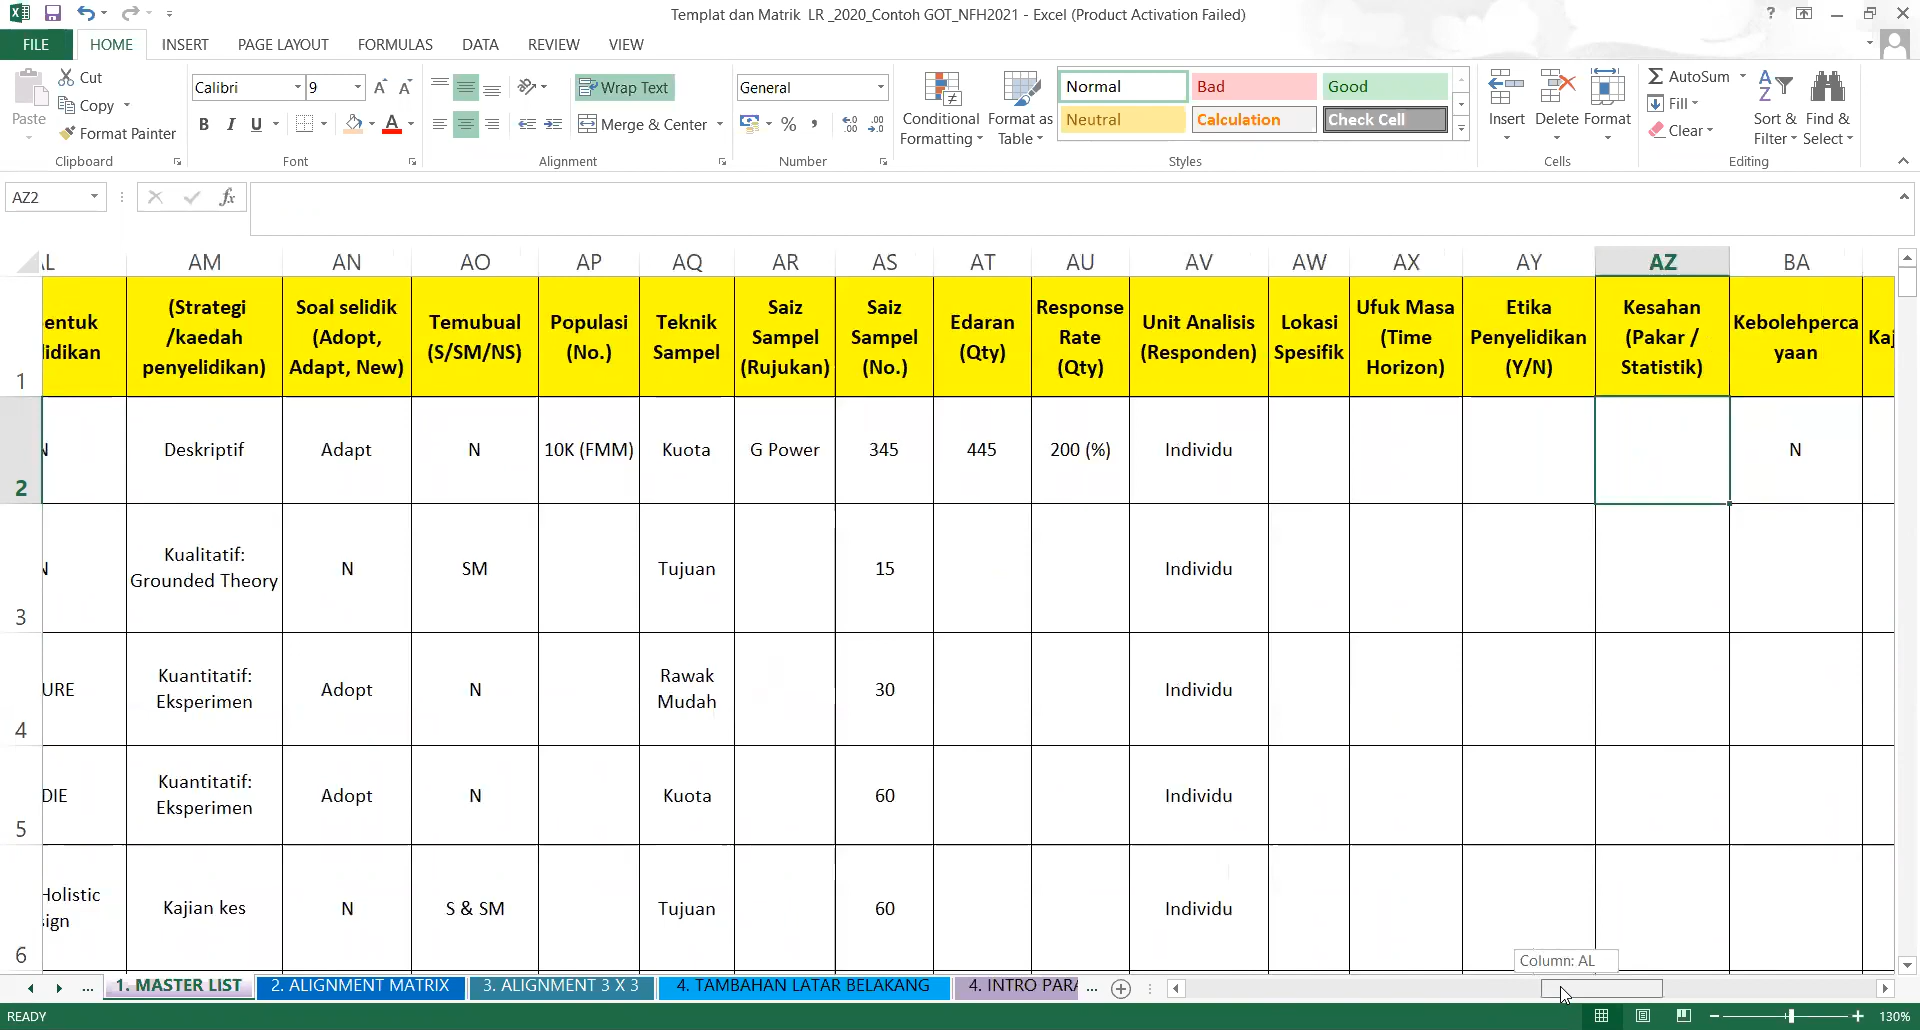 Templat dan Matrik LR _2020_Contoh GOT_NFH2021 - Excel (Product Activation Failed)
FILE HOME INSERT PAGE LAYOUT FORMULAS DATA REVIEW VIEW
Paste
Cut
Copy
Format Painter
Clipboard
Calibri 9
B I U
Font
Wrap Text
Merge & Center
Alignment
General
%
Number
Conditional Formatting
Format as Table
Normal Bad Good
Neutral Calculation Check Cell
Styles
Insert Delete Format
Cells
AutoSum
Fill
Clear
Sort & Filter
Find & Select
Editing
AZ2 fx
AL AM AN AO AP AQ AR AS AT AU AV AW AX AY AZ BA
1 entuk lidikan (Strategi /kaedah penyelidikan) Soal selidik (Adopt, Adapt, New) Temubual (S/SM/NS) Populasi (No.) Teknik Sampel Saiz Sampel (Rujukan) Saiz Sampel (No.) Edaran (Qty) Response Rate (Qty) Unit Analisis (Responden) Lokasi Spesifik Ufuk Masa (Time Horizon) Etika Penyelidikan (Y/N) Kesahan (Pakar / Statistik) Kebolehperca yaan Kaj
2 N Deskriptif Adapt N 10K (FMM) Kuota G Power 345 445 200 (%) Individu N
3 N Kualitatif: Grounded Theory N SM Tujuan 15 Individu
4 URE Kuantitatif: Eksperimen Adopt N Rawak Mudah 30 Individu
5 DIE Kuantitatif: Eksperimen Adopt N Kuota 60 Individu
6 Holistic sign Kajian kes N S & SM Tujuan 60 Individu
Column: AL
... 1. MASTER LIST 2. ALIGNMENT MATRIX 3. ALIGNMENT 3 X 3 4. TAMBAHAN LATAR BELAKANG 4. INTRO PARA ...
READY 130%